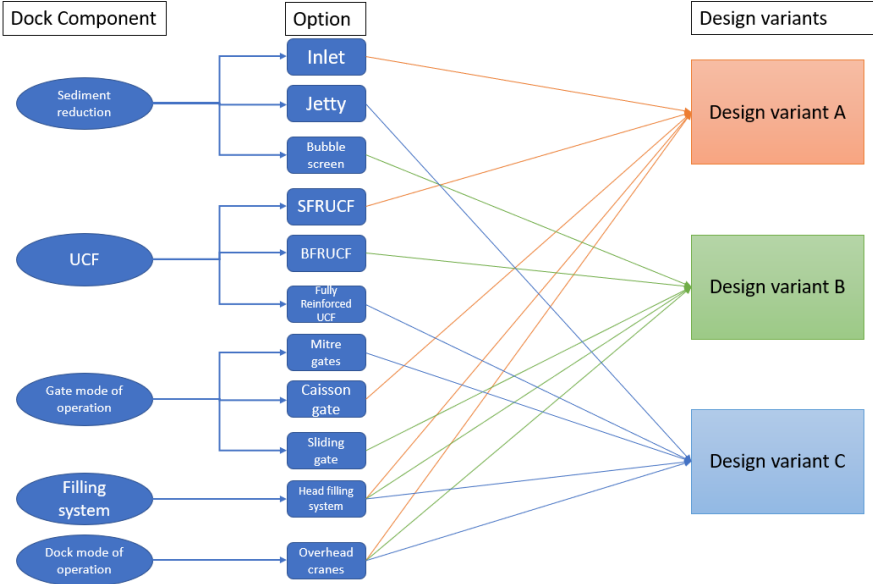 Dock Component
Option
Design variants
Sediment
reduction
Inlet
Jetty
Bubble
screen
UCF
SFRUCF
BFRUCF
Fully
Reinforced
UCF
Gate mode of
operation
Mitre
gates
Caisson
gate
Sliding
gate
Filling
system
Head filling
system
Dock mode of
operation
Overhead
cranes
Design variant A
Design variant B
Design variant C